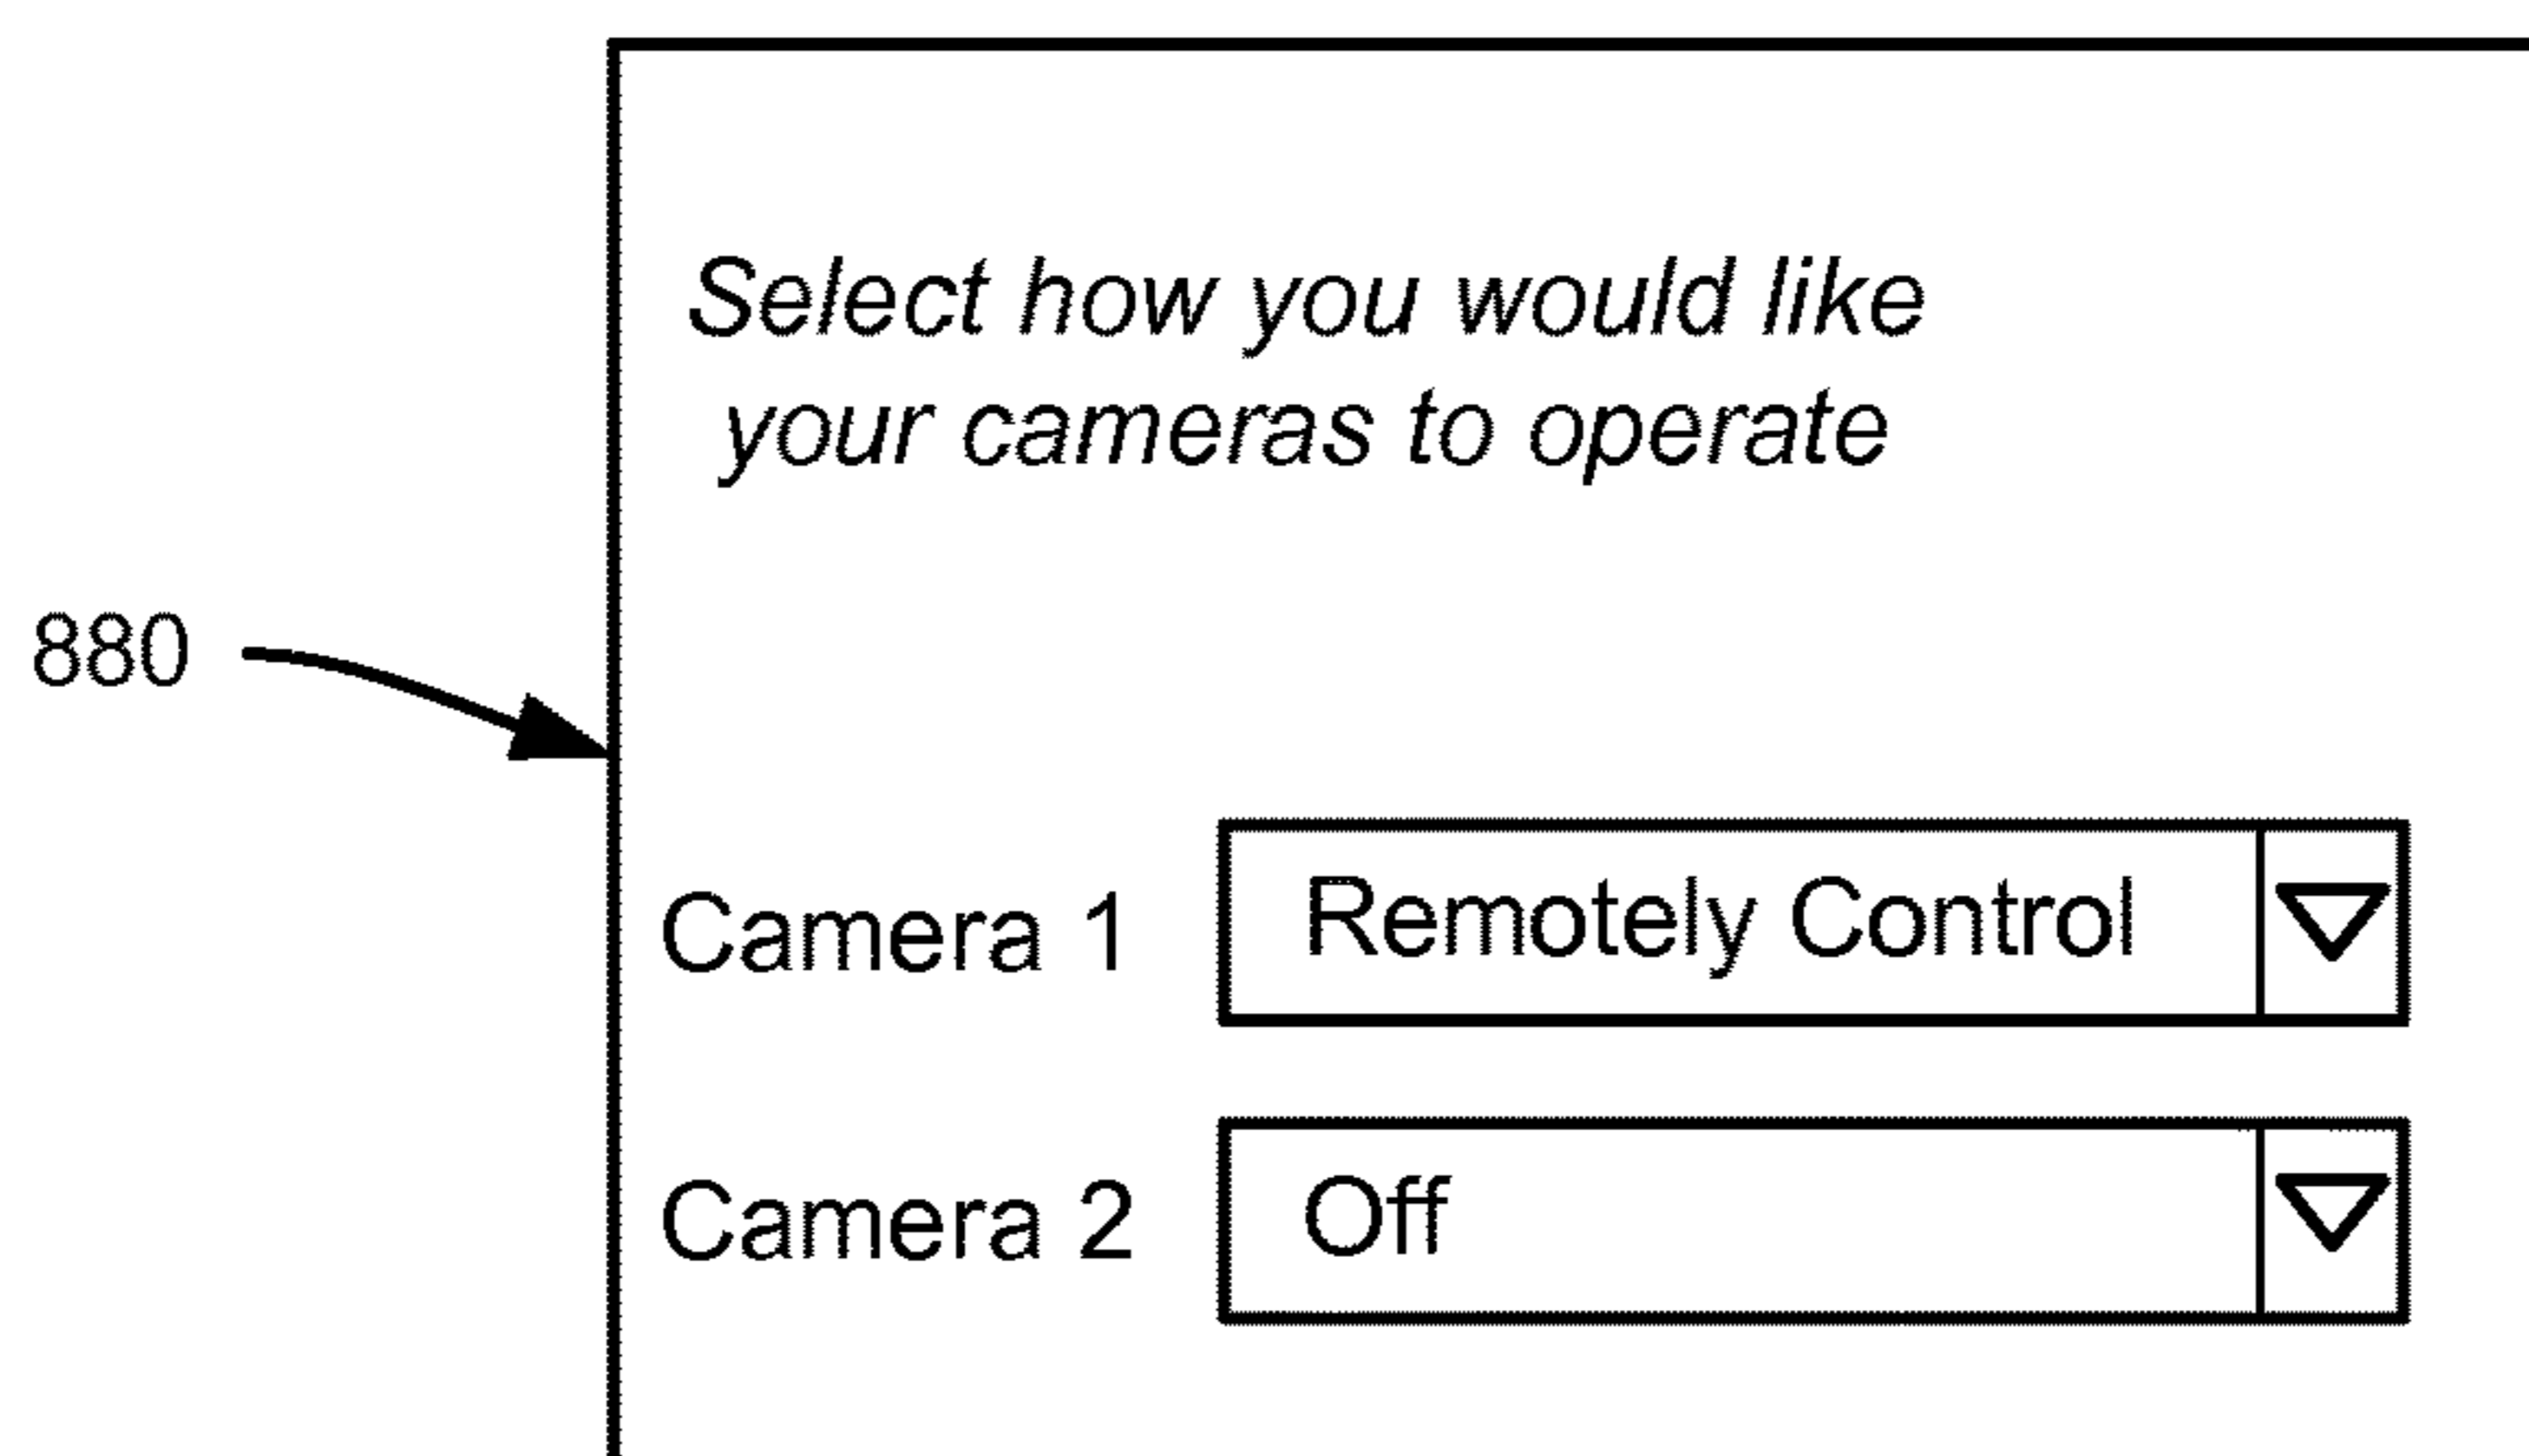 Select how you would like
your cameras to operate
880
Camera 1 Remotely Control
Camera 2 Off